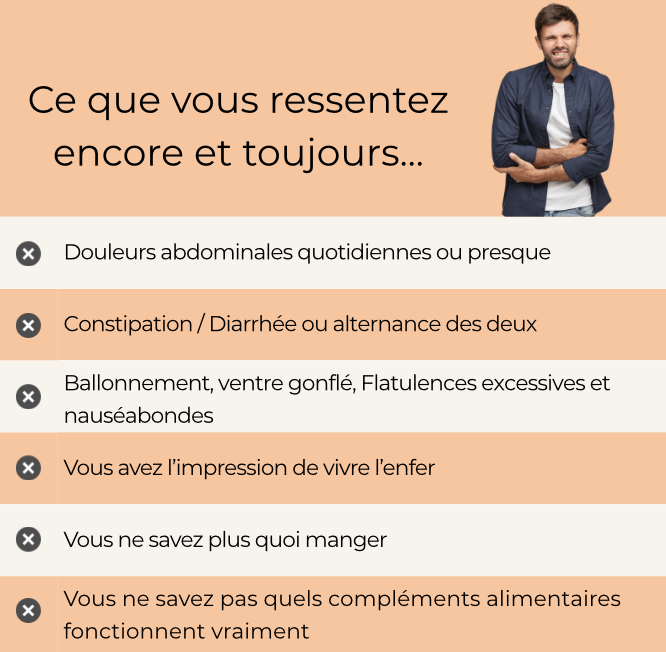 Ce que vous ressentez
encore et toujours...
Douleurs abdominales quotidiennes ou presque
Constipation / Diarrhée ou alternance des deux
Ballonnement, ventre gonflé, Flatulences excessives et
nauséabondes
Vous avez l’impression de vivre l’enfer
Vous ne savez plus quoi manger
Vous ne savez pas quels compléments alimentaires
fonctionnent vraiment